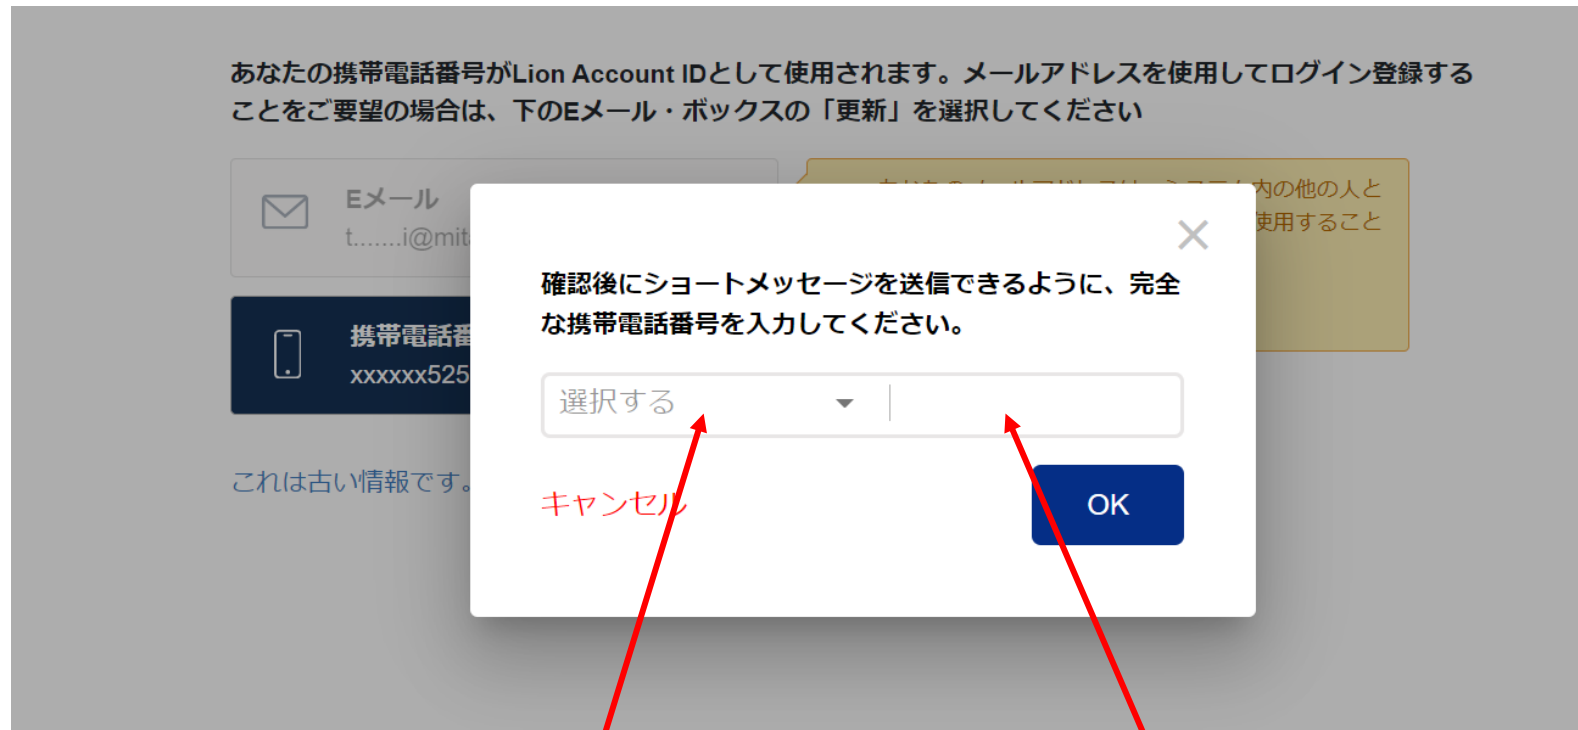 あなたの携帯電話番号がLion Account IDとして使用されます。メールアドレスを使用してログイン登録する
ことをご要望の場合は、下のEメール・ボックスの「更新」を選択してください
Eメール
t.......i@mit
内の他の人と
使用すること
確認後にショートメッセージを送信できるように、完全
な携帯電話番号を入力してください。
携帯電話番
xxxxxx525
選択する
これは古い情報です。
キャンセル
OK